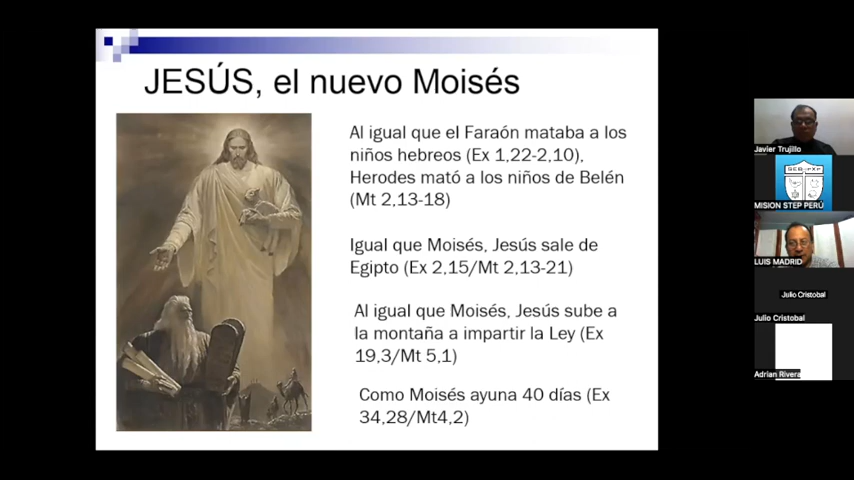 JESÚS, el nuevo Moisés
Al igual que el Faraón mataba a los
niños hebreos (Ex 1,22-2,10),
Herodes mató a los niños de Belén
(Mt 2,13-18)
Igual que Moisés, Jesús sale de
Egipto (Ex 2,15/Mt 2,13-21)
Al igual que Moisés, Jesús sube a
la montaña a impartir la Ley (Ex
19,3/Mt 5,1)
Como Moisés ayuna 40 días (Ex
34,28/Mt4,2)
Javier Trujillo
MISION STEP PERÚ
LUIS MADRID
Julio Cristobal
Julio Cristobal
Adrian Rivera